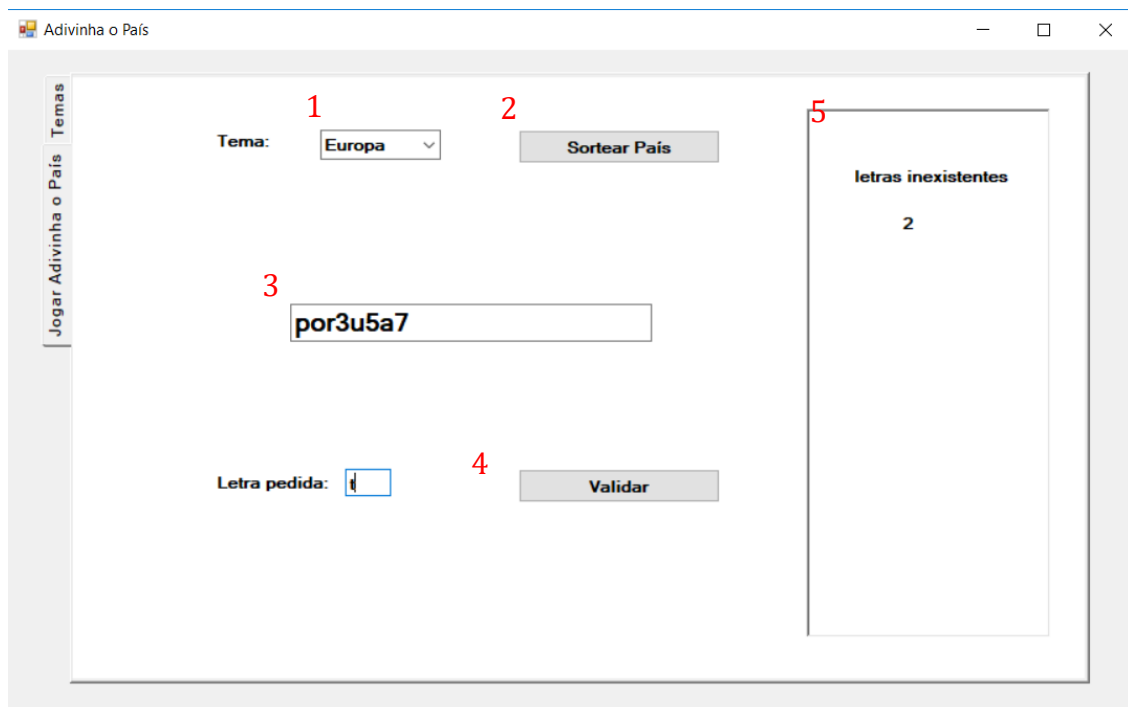 Adivinha o País
Temas
Jogar Adivinha o País
1
2
5
Tema:
Europa
Sortear País
letras inexistentes
2
3
por3u5a7
4
Letra pedida:
t
Validar